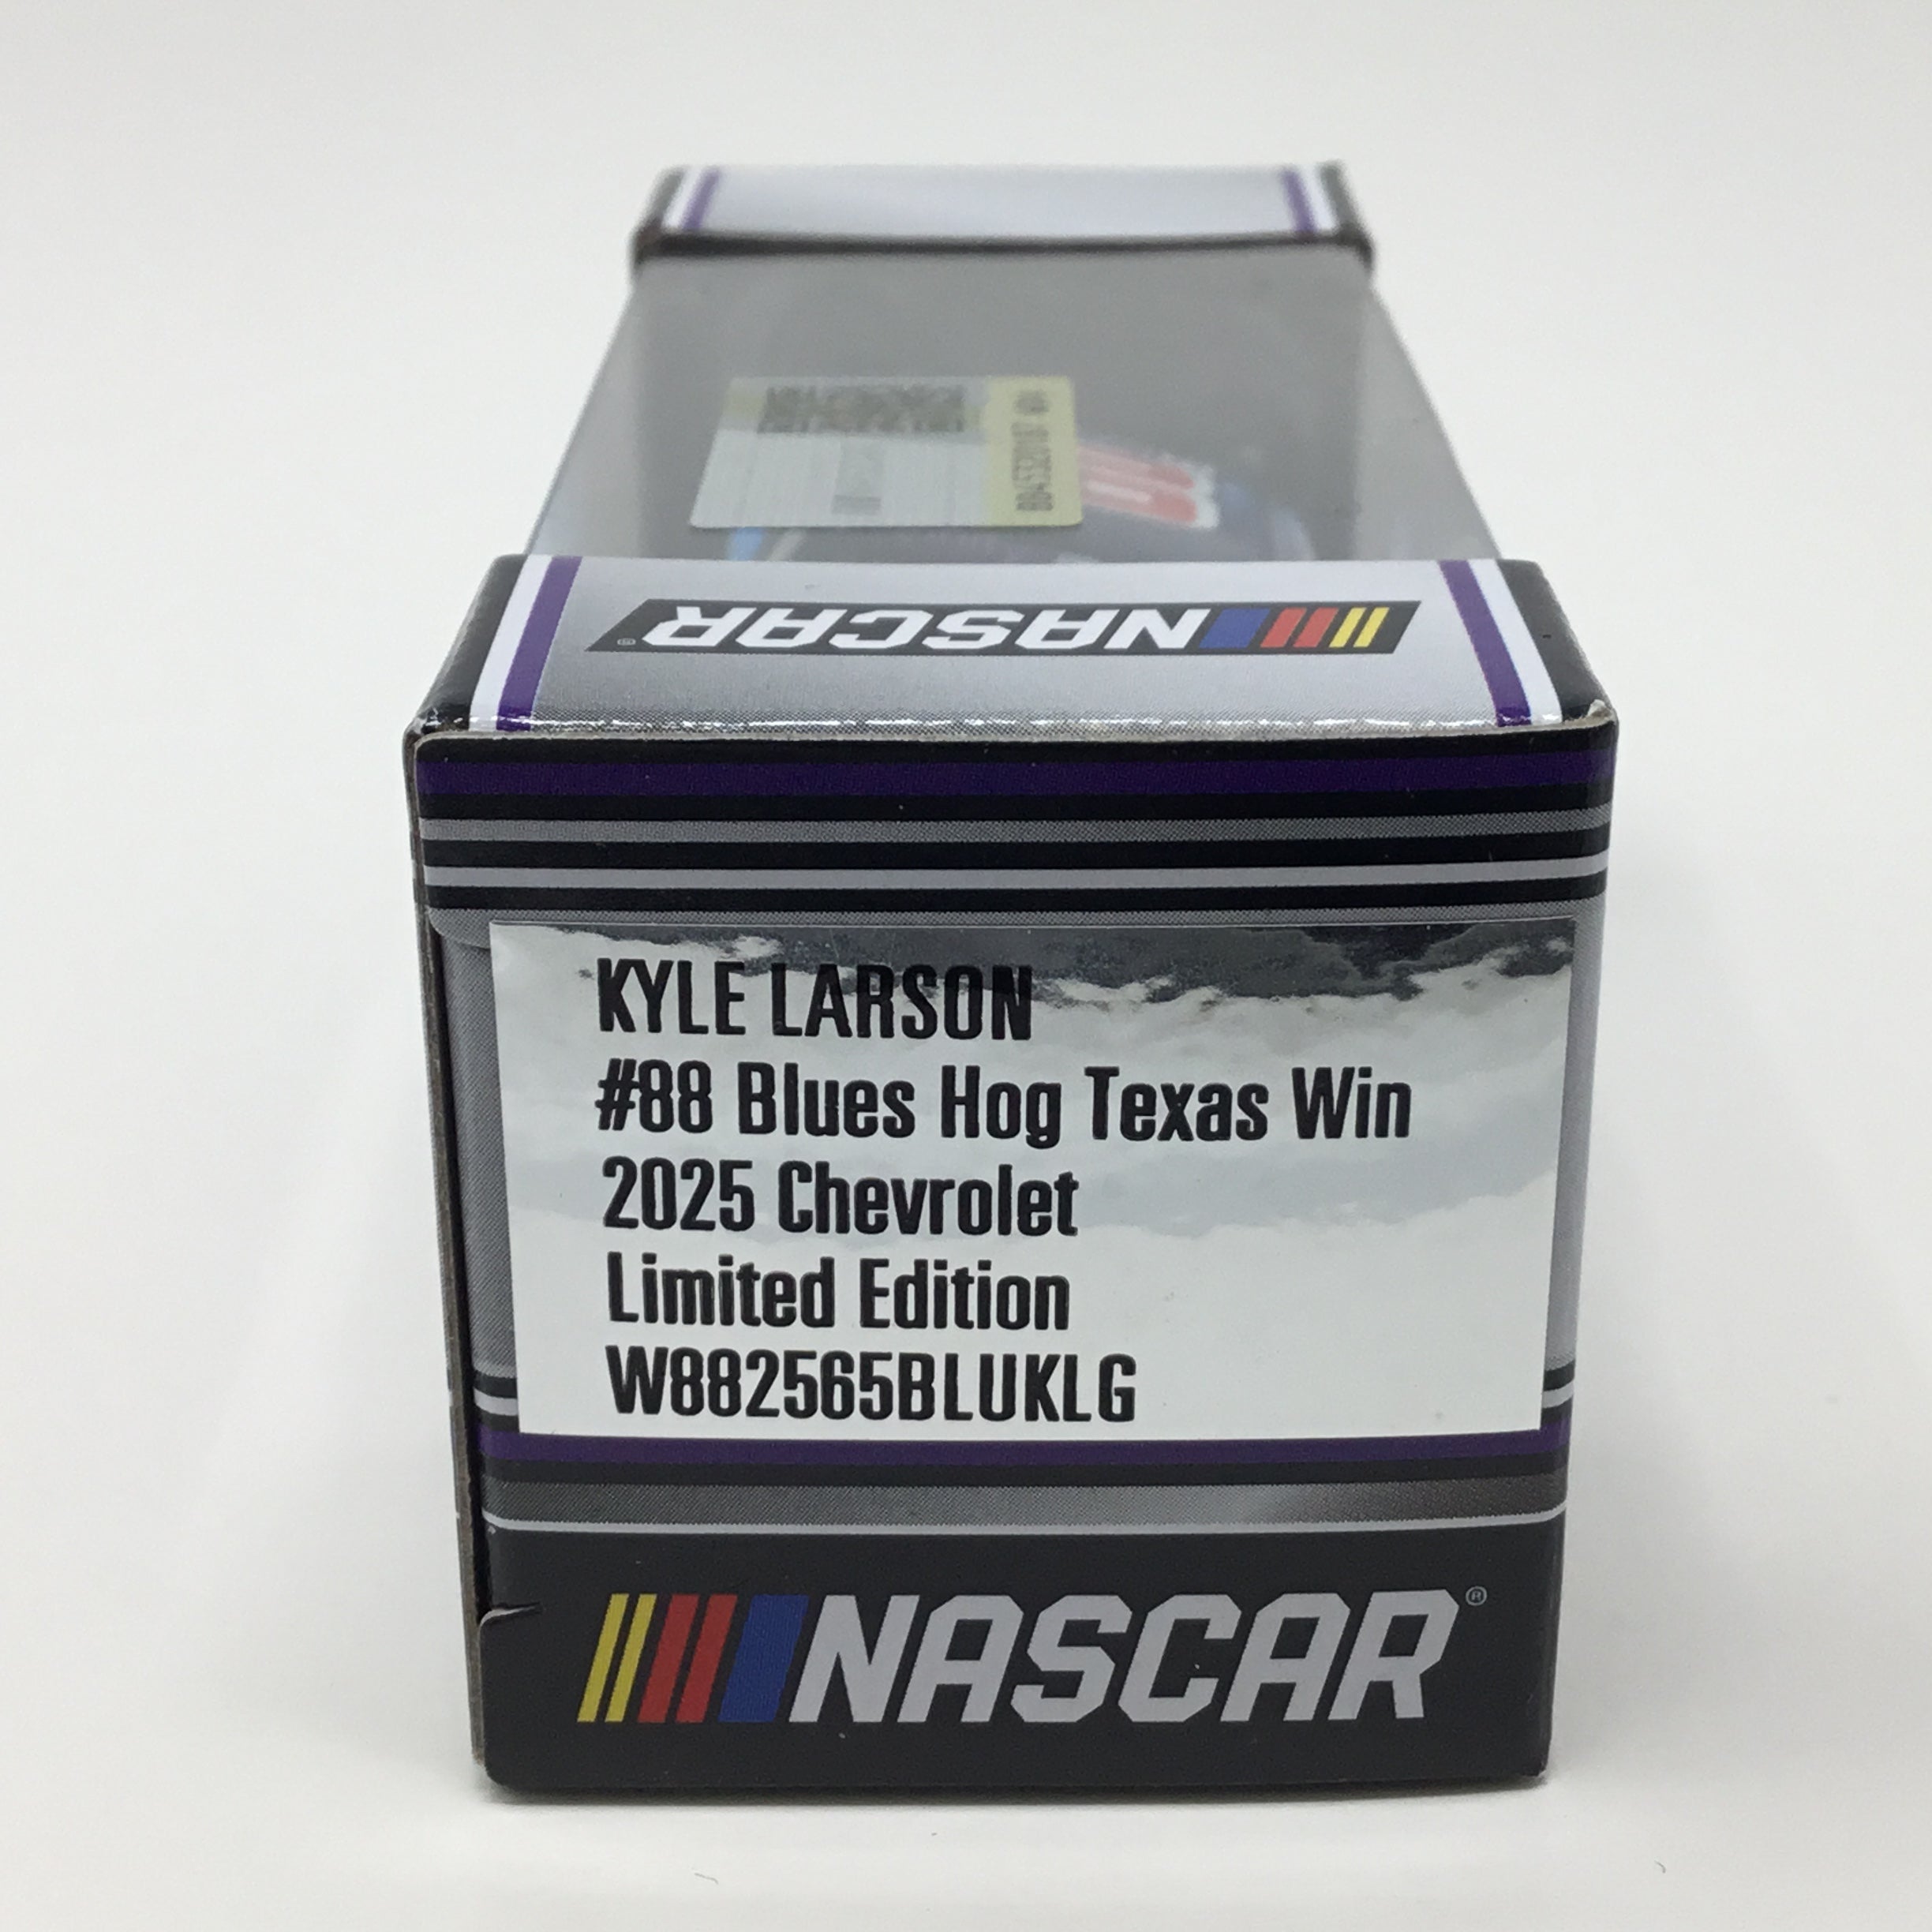 NASCAR®
KYLE LARSON
#88 Blues Hog Texas Win
2025 Chevrolet
Limited Edition
W882565BLUKLG
NASCAR®